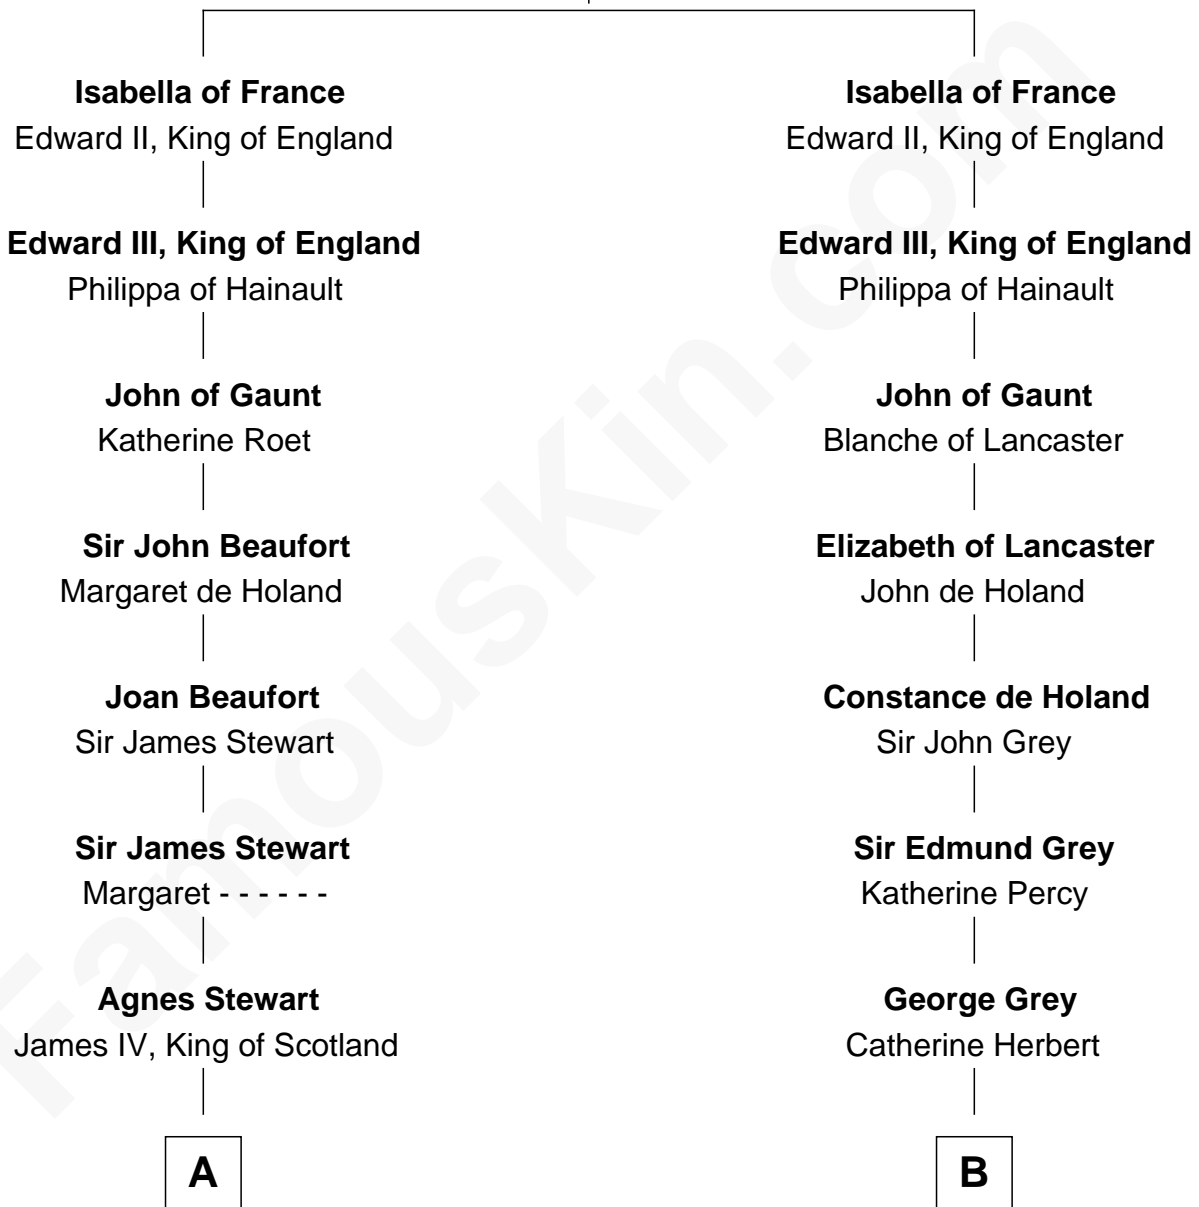 Isabella of France
Edward II, King of England
Edward III, King of England
Philippa of Hainault
John of Gaunt
Katherine Roet
Sir John Beaufort
Margaret de Holand
Joan Beaufort
Sir James Stewart
Sir James Stewart
Margaret - - - - - -
Agnes Stewart
James IV, King of Scotland
A
Isabella of France
Edward II, King of England
Edward III, King of England
Philippa of Hainault
John of Gaunt
Blanche of Lancaster
Elizabeth of Lancaster
John de Holand
Constance de Holand
Sir John Grey
Sir Edmund Grey
Katherine Percy
George Grey
Catherine Herbert
B
FamousKin.com